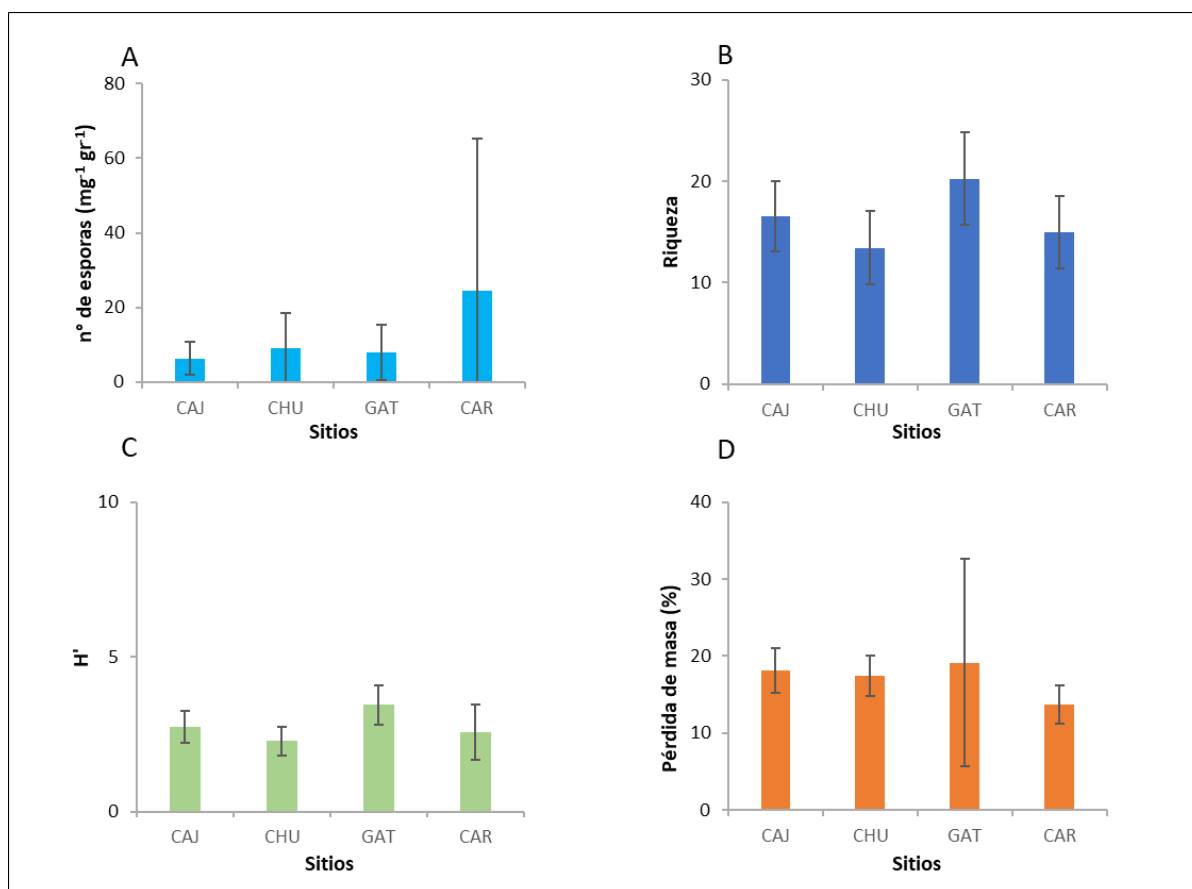 A
80
60
40
20
0
n° de esporas (mg⁻¹ gr⁻¹)
CAJ CHU GAT CAR
Sitios
B
30
20
10
0
Riqueza
CAJ CHU GAT CAR
Sitios
C
10
5
0
H'
CAJ CHU GAT CAR
Sitios
D
40
30
20
10
0
Pérdida de masa (%)
CAJ CHU GAT CAR
Sitios